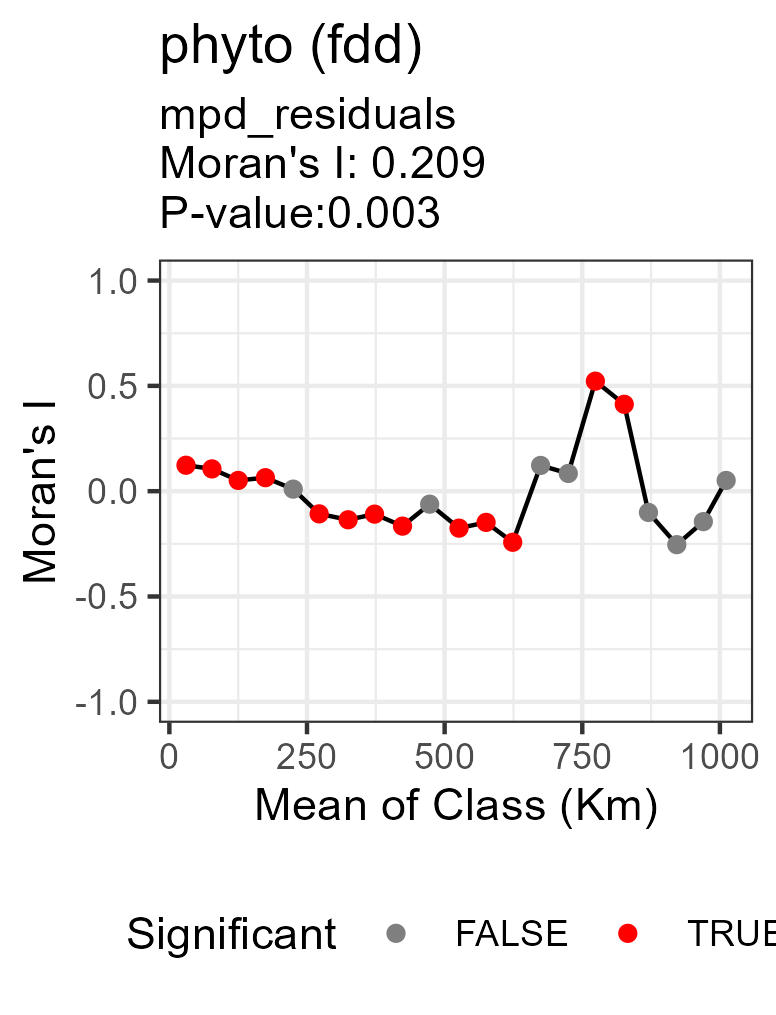 phyto (fdd)
mpd_residuals
Moran's I: 0.209
P-value:0.003
1.0
0.5
0.0
-0.5
-1.0
Moran's I
0 250 500 750 1000
Mean of Class (Km)
Significant FALSE TRUE